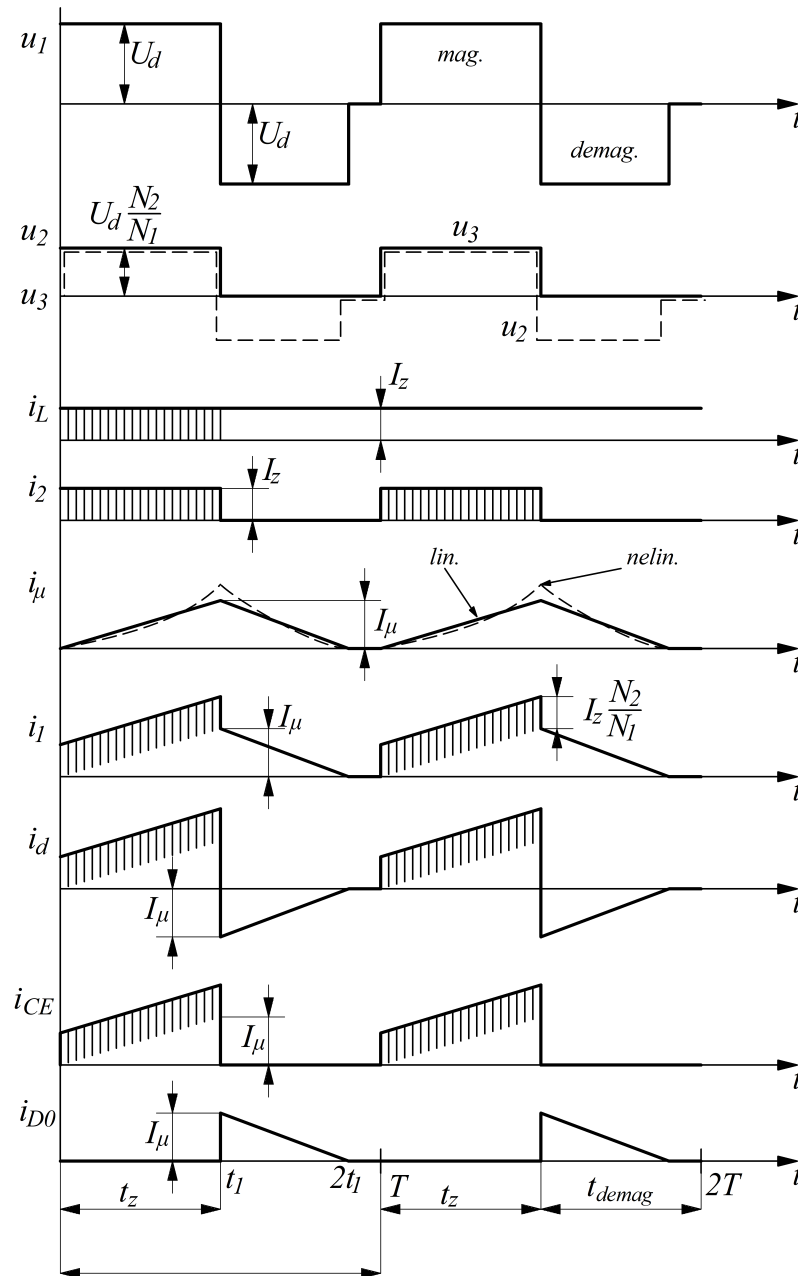 u1
Ud
mag.
t
Ud
demag.
Ud N2/N1
u2
u3
u3
u2
t
Iz
iL
t
i2
Iz
t
lin.
nelin.
iμ
Iμ
t
i1
Iμ
Iz N2/N1
t
id
Iμ
t
iCE
Iμ
t
iD0
Iμ
t
tz
t1
2t1
T
tz
tdemag
2T